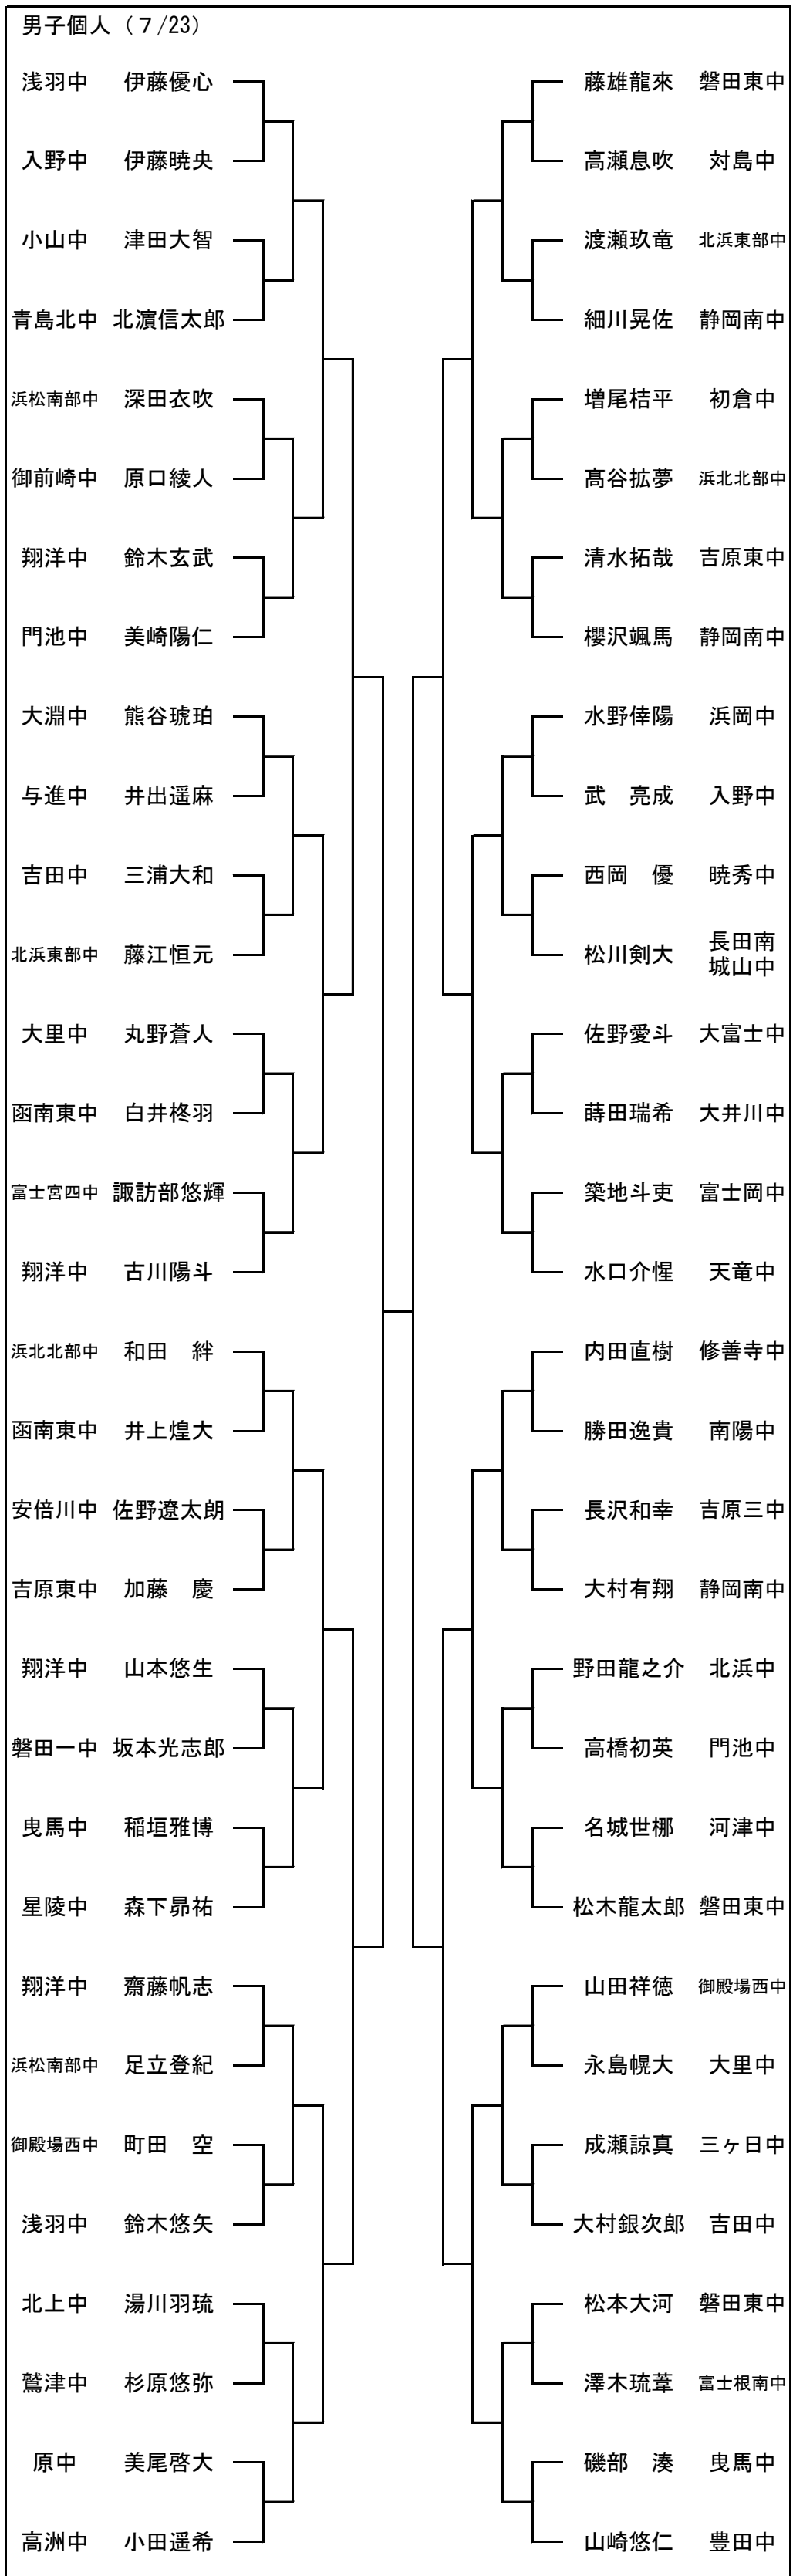 男子個人（７/23）
浅羽中 伊藤優心
入野中 伊藤暁央
小山中 津田大智
青島北中 北濵信太郎
浜松南部中 深田衣吹
御前崎中 原口綾人
翔洋中 鈴木玄武
門池中 美崎陽仁
大淵中 熊谷琥珀
与進中 井出遥麻
吉田中 三浦大和
北浜東部中 藤江恒元
大里中 丸野蒼人
函南東中 白井柊羽
富士宮四中 諏訪部悠輝
翔洋中 古川陽斗
浜北北部中 和田　絆
函南東中 井上煌大
安倍川中 佐野遼太朗
吉原東中 加藤　慶
翔洋中 山本悠生
磐田一中 坂本光志郎
曳馬中 稲垣雅博
星陵中 森下昴祐
翔洋中 齋藤帆志
浜松南部中 足立登紀
御殿場西中 町田　空
浅羽中 鈴木悠矢
北上中 湯川羽琉
鷲津中 杉原悠弥
原中 美尾啓大
高洲中 小田遥希
藤雄龍來 磐田東中
高瀬息吹 対島中
渡瀬玖竜 北浜東部中
細川晃佐 静岡南中
増尾桔平 初倉中
髙谷拡夢 浜北北部中
清水拓哉 吉原東中
櫻沢颯馬 静岡南中
水野倖陽 浜岡中
武　亮成 入野中
西岡　優 暁秀中
松川剣大 長田南
城山中
佐野愛斗 大富士中
蒔田瑞希 大井川中
築地斗吏 富士岡中
水口介惺 天竜中
内田直樹 修善寺中
勝田逸貴 南陽中
長沢和幸 吉原三中
大村有翔 静岡南中
野田龍之介 北浜中
高橋初英 門池中
名城世梛 河津中
松木龍太郎 磐田東中
山田祥徳 御殿場西中
永島幌大 大里中
成瀬諒真 三ヶ日中
大村銀次郎 吉田中
松本大河 磐田東中
澤木琉葦 富士根南中
磯部　湊 曳馬中
山崎悠仁 豊田中